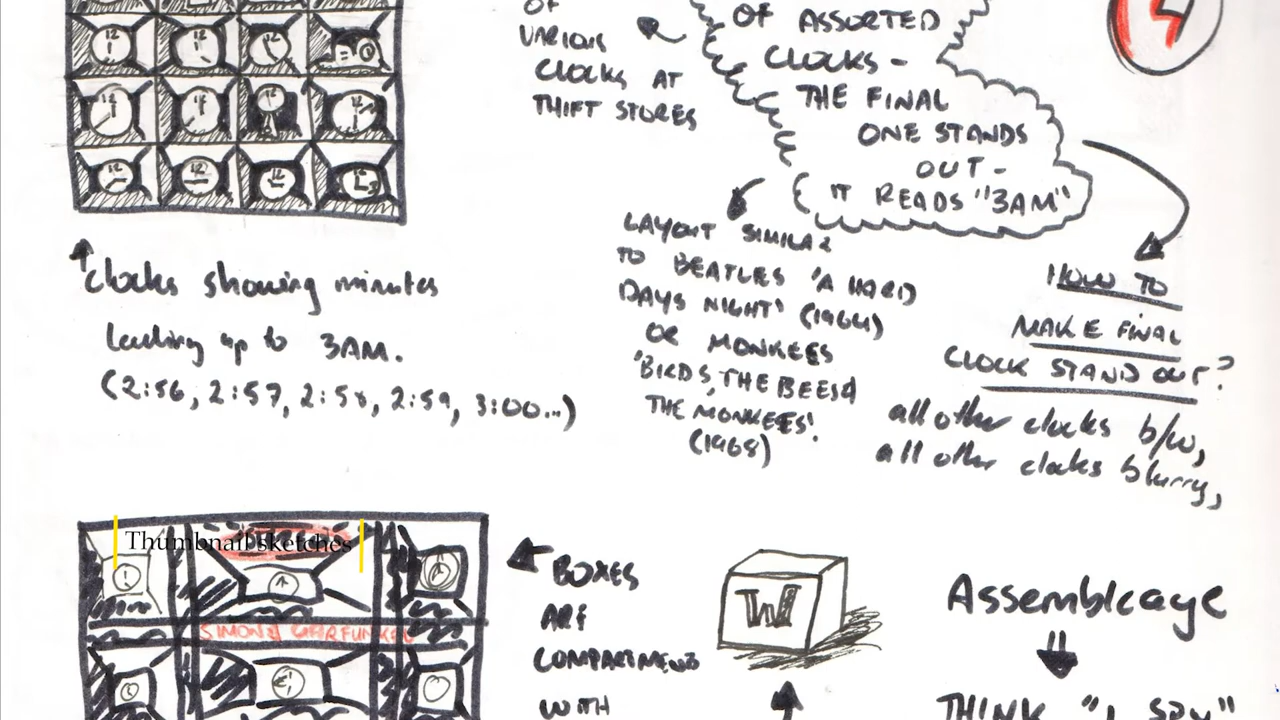 OF
VARIOUS
CLOCKS AT
THIFT STORES
OF ASSORTED
CLOCKS -
THE FINAL
ONE STANDS
OUT -
IT READS "3AM"
4
LAYOUT SIMILAR
TO BEATLES 'A HARD
DAYS NIGHT' (1964)
OR MONKEES
'BIRDS, THE BEES &
THE MONKEES'.
(1968)
HOW TO
MAKE FINAL
CLOCK STAND OUT?
all other clocks b/w,
all other clocks blurry,
clocks showing minutes
leading up to 3AM.
(2:56, 2:57, 2:58, 2:59, 3:00...)
Thumbnail sketches
SIMON & GARFUNKEL
BOXES
ARE
COMPARTMENTS
WITH
W
Assembleage
THINK "I SPY"